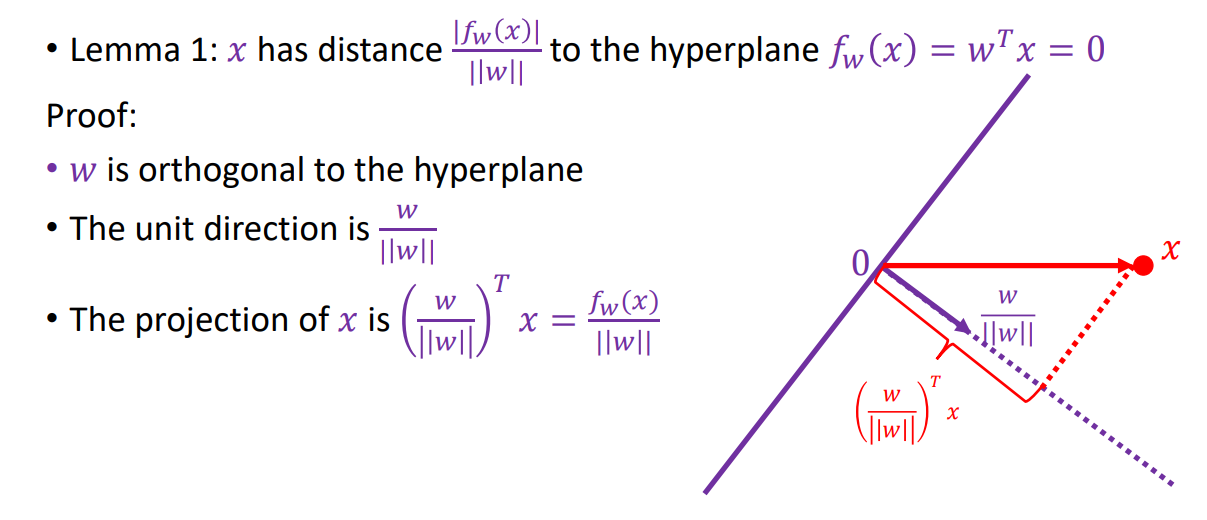 • Lemma 1: x has distance |f_w(x)| / ||w|| to the hyperplane f_w(x) = w^T x = 0
Proof:
• w is orthogonal to the hyperplane
• The unit direction is w / ||w||
• The projection of x is (w / ||w||)^T x = f_w(x) / ||w||
0
x
w / ||w||
(w / ||w||)^T x